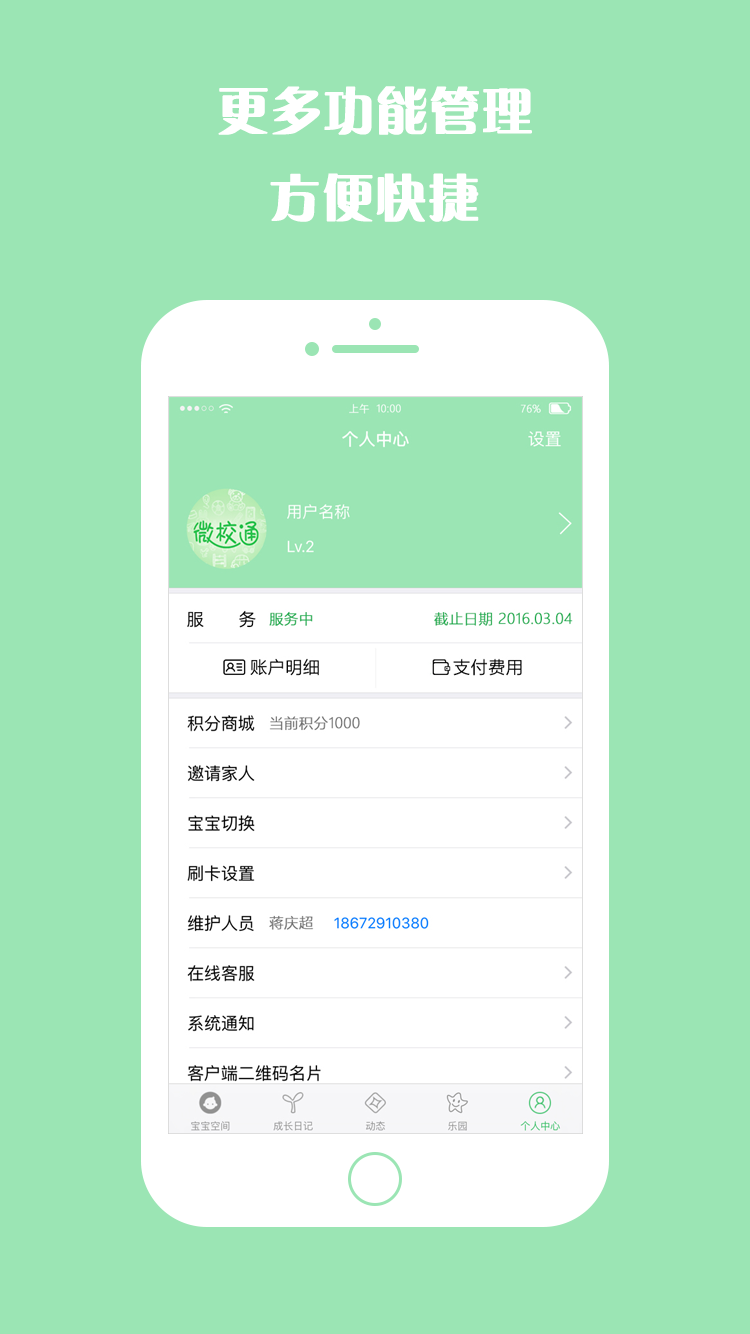 更多功能管理
方便快捷
上午 10:00 76%
个人中心 设置
微校通
用户名称
Lv.2
服 务 服务中 截止日期 2016.03.04
账户明细 支付费用
积分商城 当前积分1000
邀请家人
宝宝切换
刷卡设置
维护人员 蒋庆超 18672910380
在线客服
系统通知
客户端二维码名片
宝宝空间 成长日记 动态 乐园 个人中心